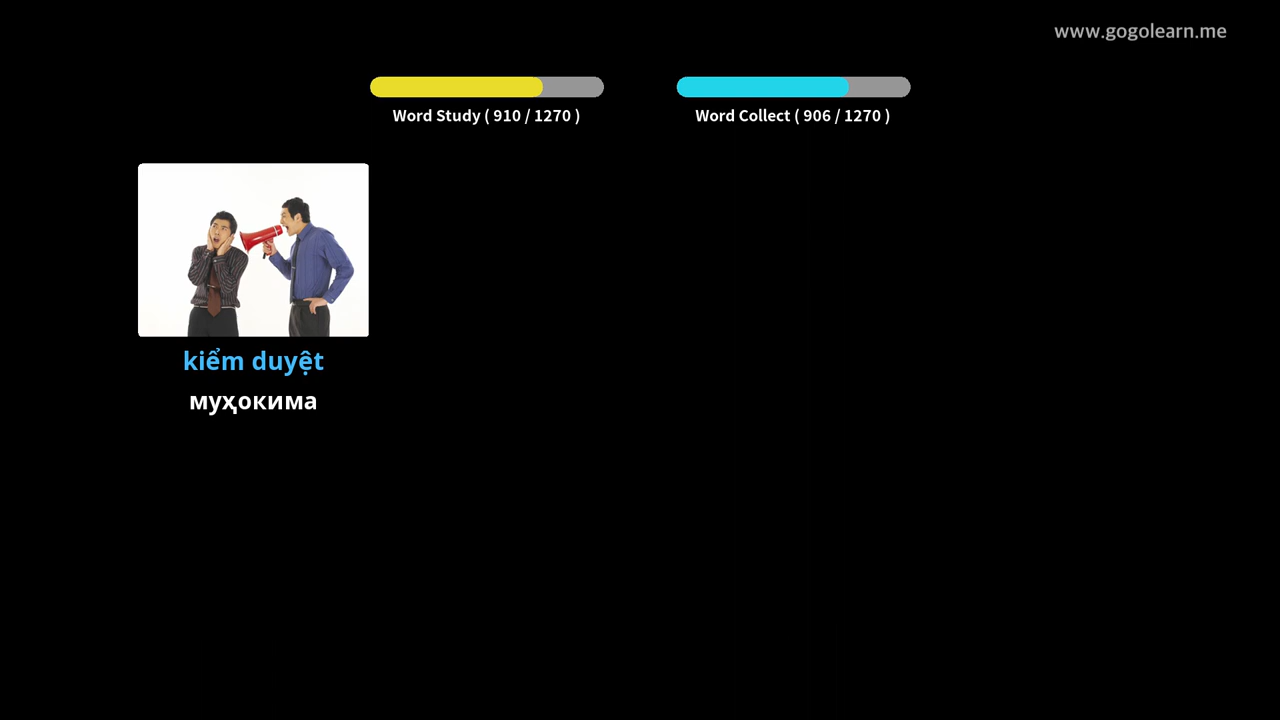 www.gogolearn.me
Word Study ( 910 / 1270 )
Word Collect ( 906 / 1270 )
kiểm duyệt
муҳокима